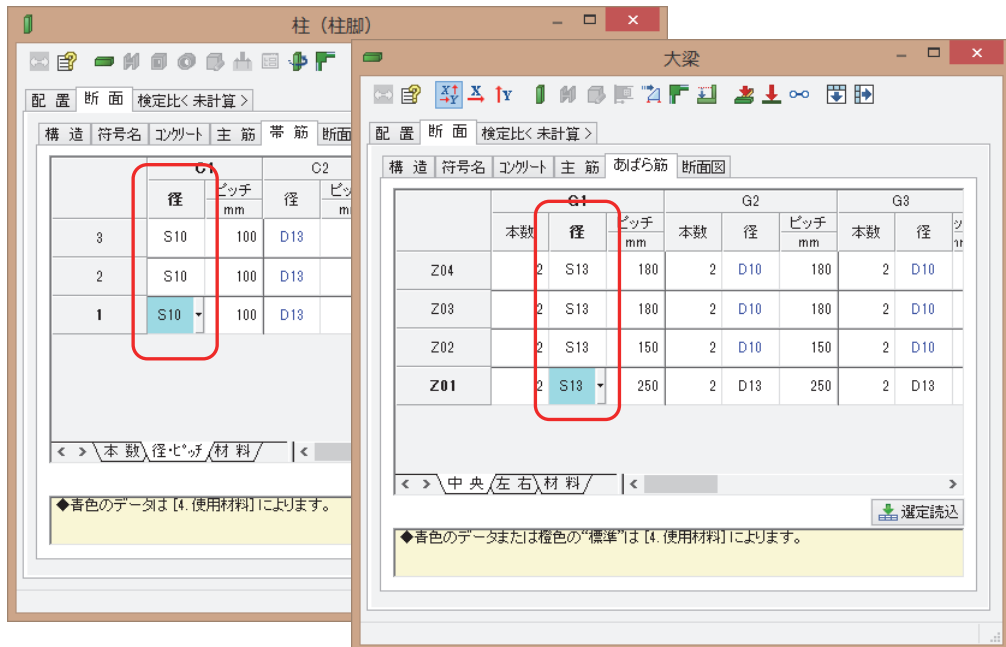 柱（柱脚）
配 置 断 面 検定比< 未計算 >
構 造 符号名 ｺﾝｸﾘｰﾄ 主 筋 帯 筋 断面
C1 C2
径 ピッチ 径
mm
3 S10 100 D13
2 S10 100 D13
1 S10 100 D13
本 数 径・ﾋﾟｯﾁ 材 料
◆青色のデータは [4. 使用材料] によります。
大梁
配 置 断 面 検定比< 未計算 >
構 造 符号名 ｺﾝｸﾘｰﾄ 主 筋 あばら筋 断面図
G1 G2 G3
本数 径 ピッチ 本数 径 ピッチ 本数 径
mm mm
Z04 2 S13 180 2 D10 180 2 D10
Z03 2 S13 180 2 D10 180 2 D10
Z02 2 S13 150 2 D10 150 2 D10
Z01 2 S13 250 2 D13 250 2 D13
中 央 左 右 材 料
選定読込
◆青色のデータまたは橙色の“標準”は [4. 使用材料] によります。